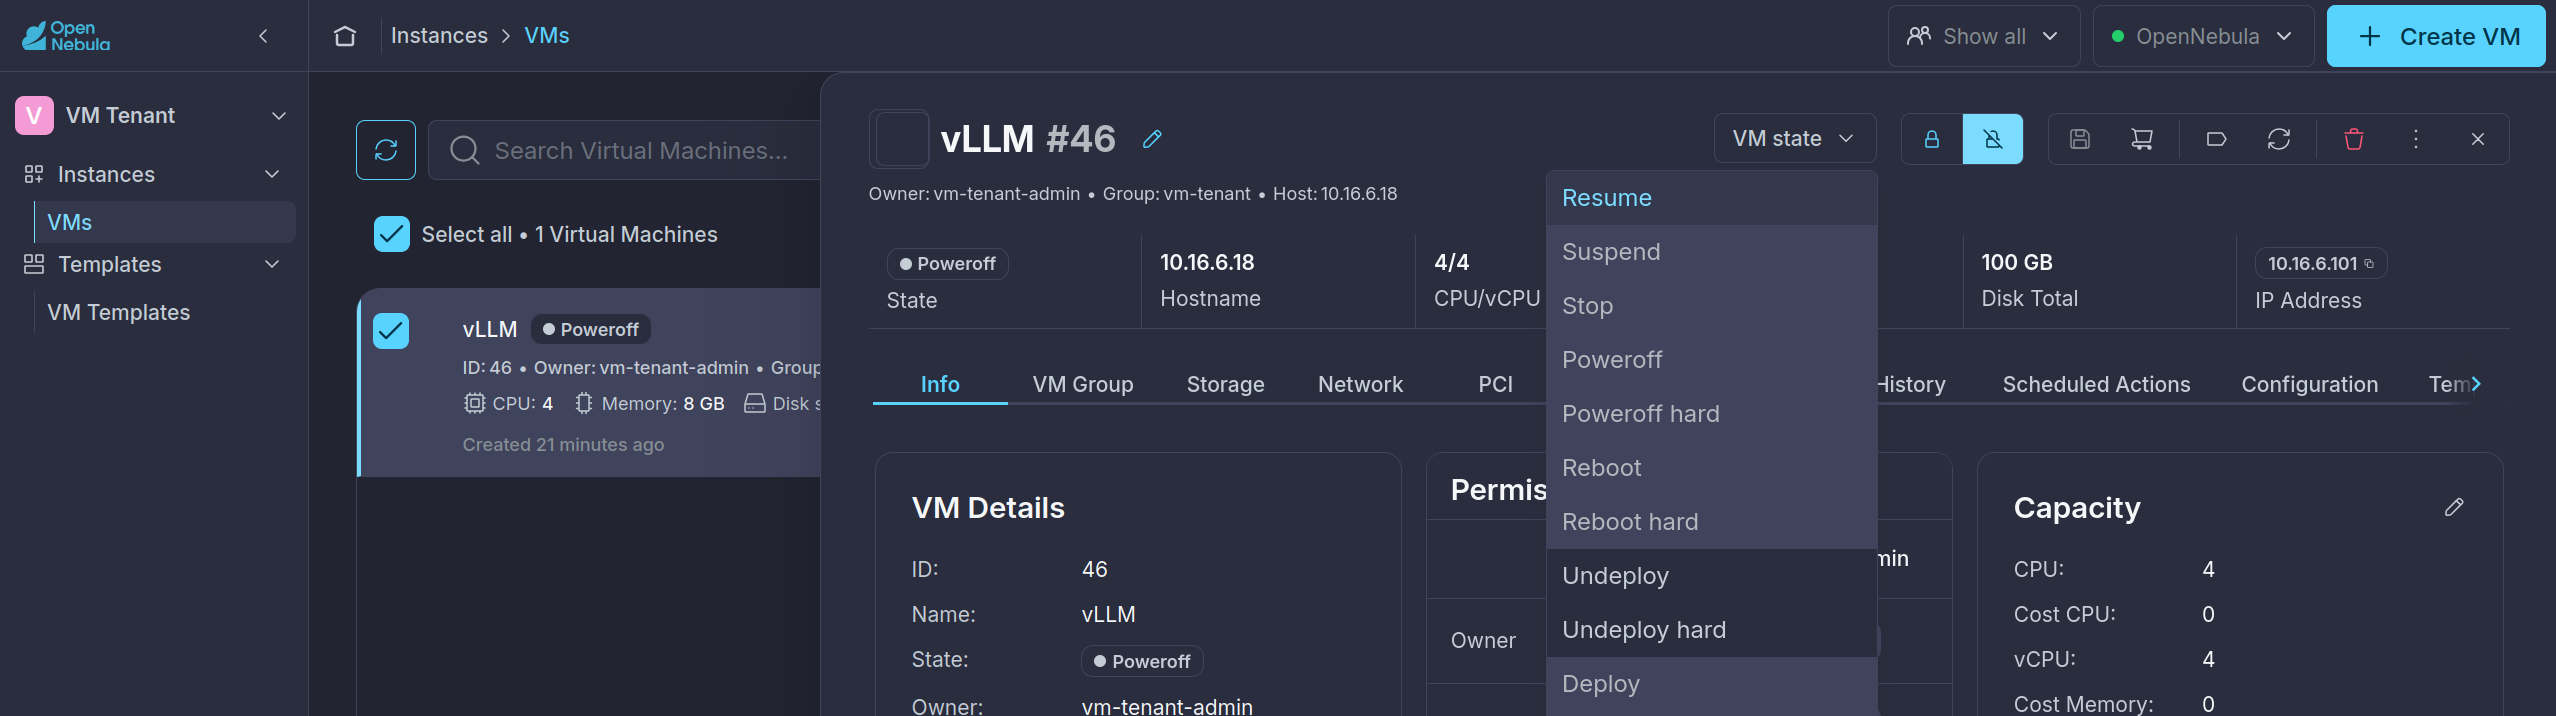 Open
Nebula
Instances > VMs
Show all
OpenNebula
+ Create VM
V VM Tenant
Instances
VMs
Templates
VM Templates
Search Virtual Machines...
Select all • 1 Virtual Machines
vLLM Poweroff
ID: 46 • Owner: vm-tenant-admin • Group
CPU: 4 Memory: 8 GB Disk s
Created 21 minutes ago
vLLM #46
VM state
Owner: vm-tenant-admin • Group: vm-tenant • Host: 10.16.6.18
Poweroff
State
10.16.6.18
Hostname
4/4
CPU/vCPU
100 GB
Disk Total
10.16.6.101
IP Address
Resume
Suspend
Stop
Poweroff
Poweroff hard
Reboot
Reboot hard
Undeploy
Undeploy hard
Deploy
Info VM Group Storage Network PCI History Scheduled Actions Configuration Tem
VM Details
ID: 46
Name: vLLM
State: Poweroff
Owner: vm-tenant-admin
Permis
min
Owner
Capacity
CPU: 4
Cost CPU: 0
vCPU: 4
Cost Memory: 0